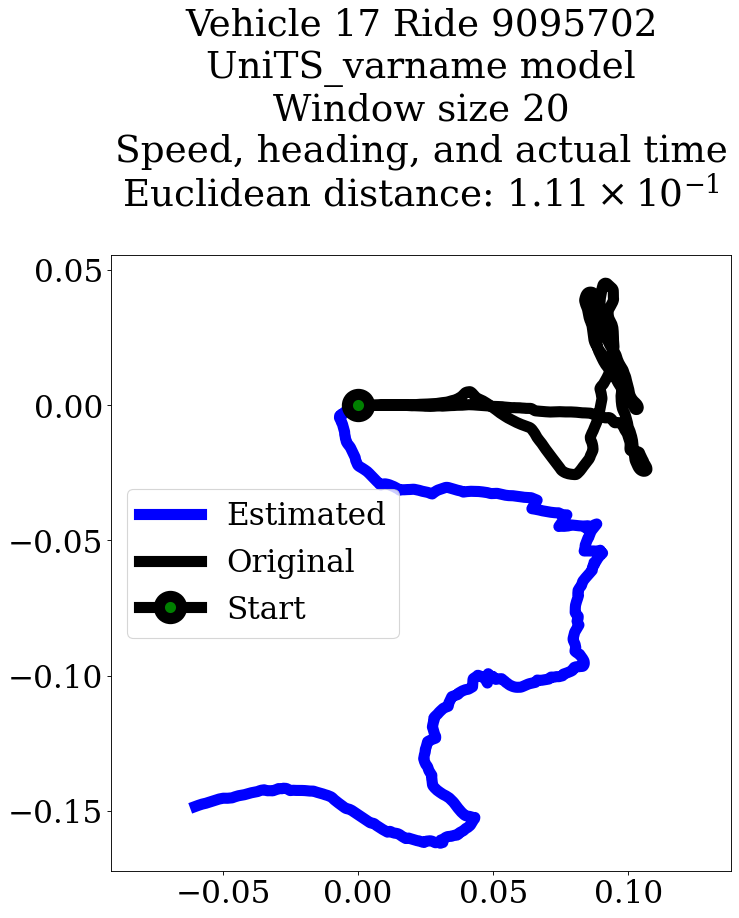 Vehicle 17 Ride 9095702
UniTS_varname model
Window size 20
Speed, heading, and actual time
Euclidean distance: 1.11 × 10⁻¹
0.05
0.00
−0.05
−0.10
−0.15
Estimated
Original
Start
−0.05 0.00 0.05 0.10